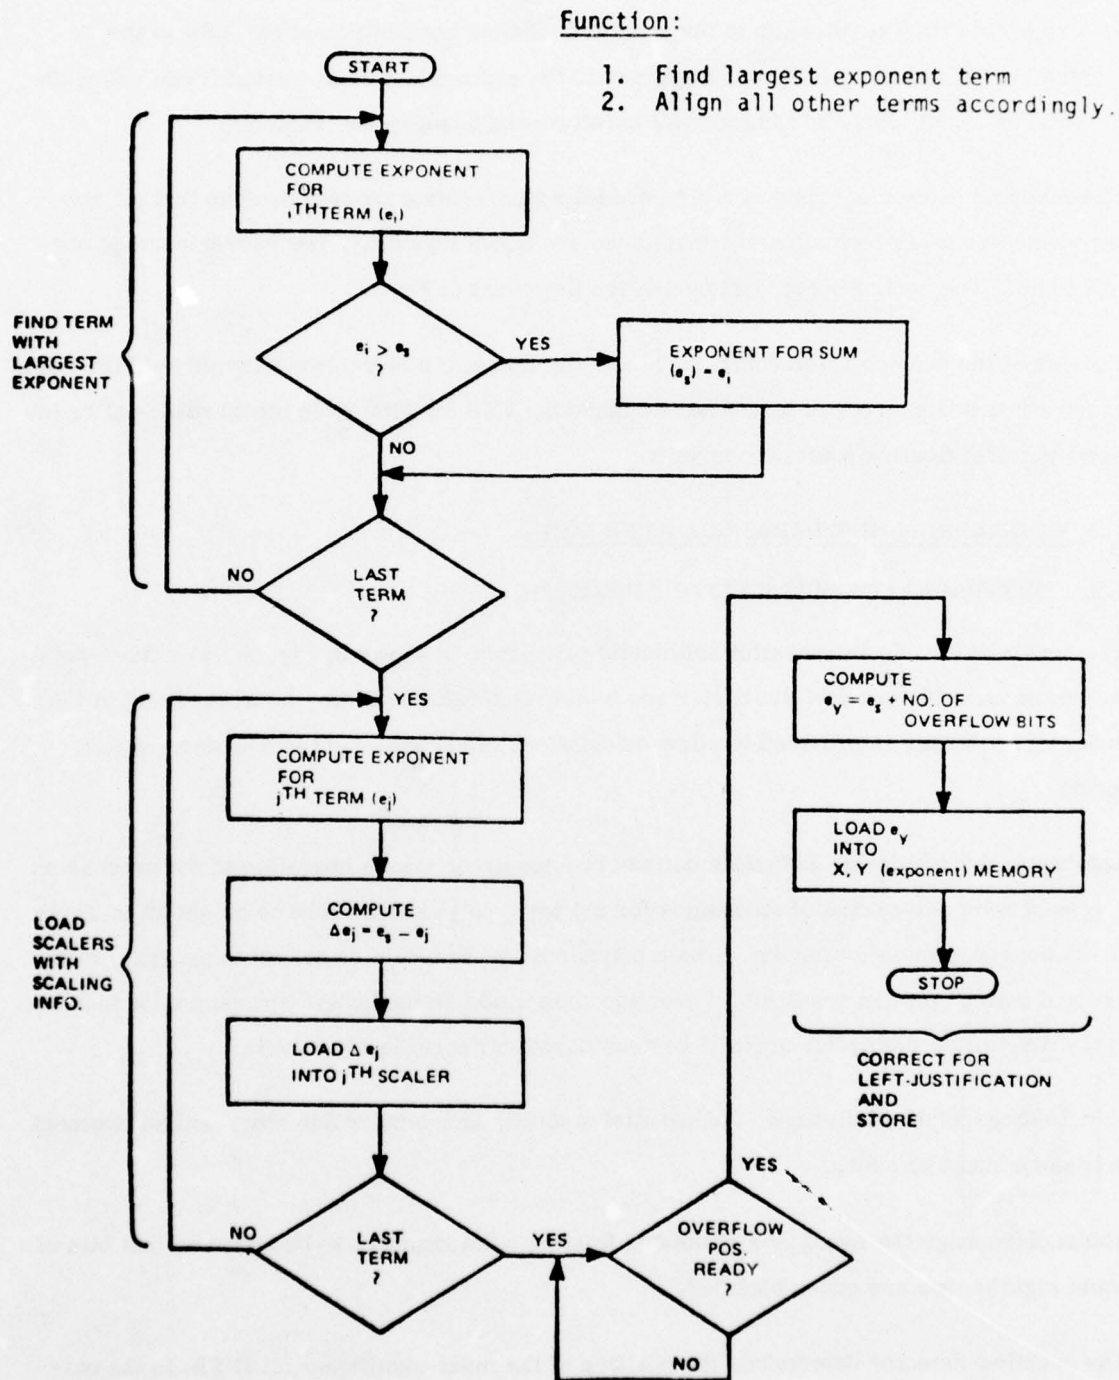 Function:
1. Find largest exponent term
2. Align all other terms accordingly.
START
COMPUTE EXPONENT
FOR
iTH TERM (ei)
FIND TERM
WITH
LARGEST
EXPONENT
ei > es
?
YES
EXPONENT FOR SUM
(es) = ei
NO
LAST
TERM
?
NO
YES
COMPUTE EXPONENT
FOR
jTH TERM (ej)
COMPUTE
Δej = es – ej
LOAD
SCALERS
WITH
SCALING
INFO.
LOAD Δ ej
INTO jTH SCALER
LAST
TERM
?
NO
YES
OVERFLOW
POS.
READY
?
NO
YES
COMPUTE
ey = es + NO. OF
OVERFLOW BITS
LOAD ey
INTO
X, Y (exponent) MEMORY
STOP
CORRECT FOR
LEFT-JUSTIFICATION
AND
STORE